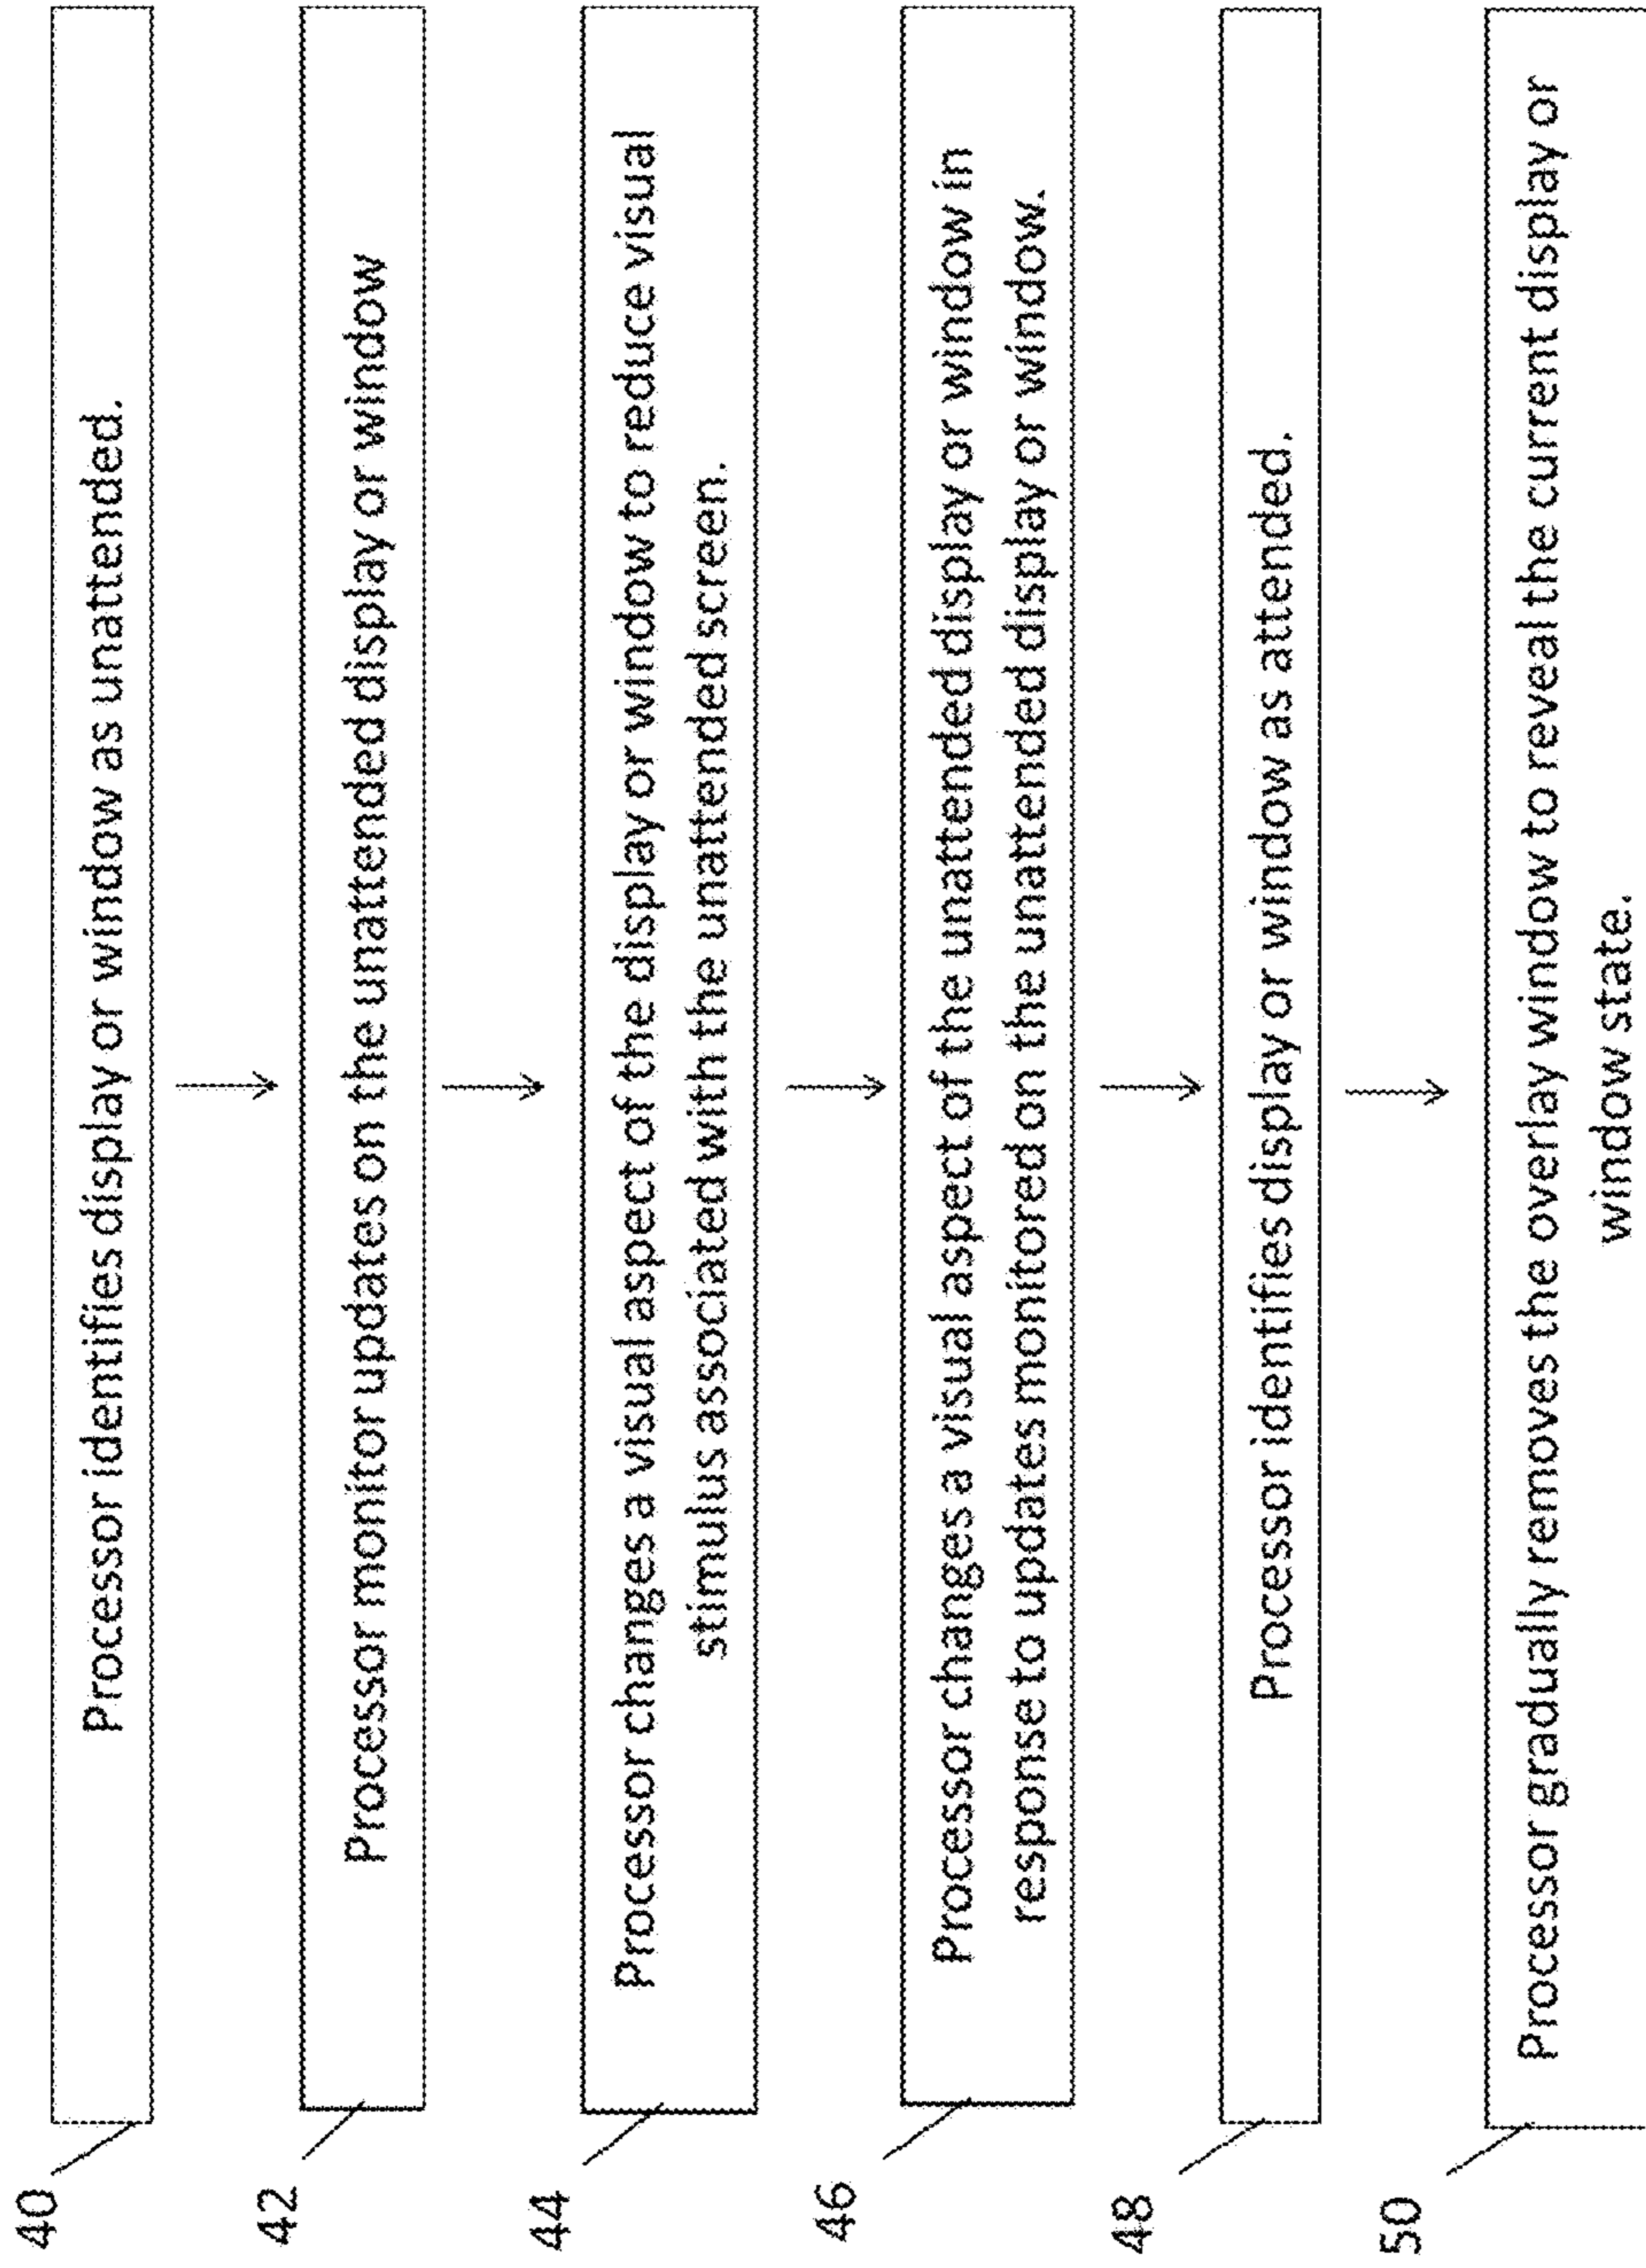 40
Processor identifies display or window as unattended.
42
Processor monitor updates on the unattended display or window
44
Processor changes a visual aspect of the display or window to reduce visual
stimulus associated with the unattended screen.
46
Processor changes a visual aspect of the unattended display or window in
response to updates monitored on the unattended display or window.
48
Processor identifies display or window as attended.
50
Processor gradually removes the overlay window to reveal the current display or
window state.